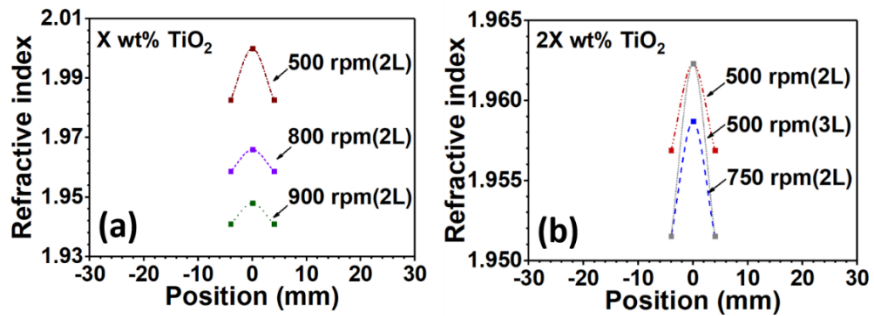 2.01
1.99
1.97
1.95
1.93
Refractive index
X wt% TiO2
500 rpm(2L)
800 rpm(2L)
900 rpm(2L)
(a)
-30 -20 -10 0 10 20 30
Position (mm)
1.965
1.960
1.955
1.950
Refractive index
2X wt% TiO2
500 rpm(2L)
500 rpm(3L)
750 rpm(2L)
(b)
-30 -20 -10 0 10 20 30
Position (mm)